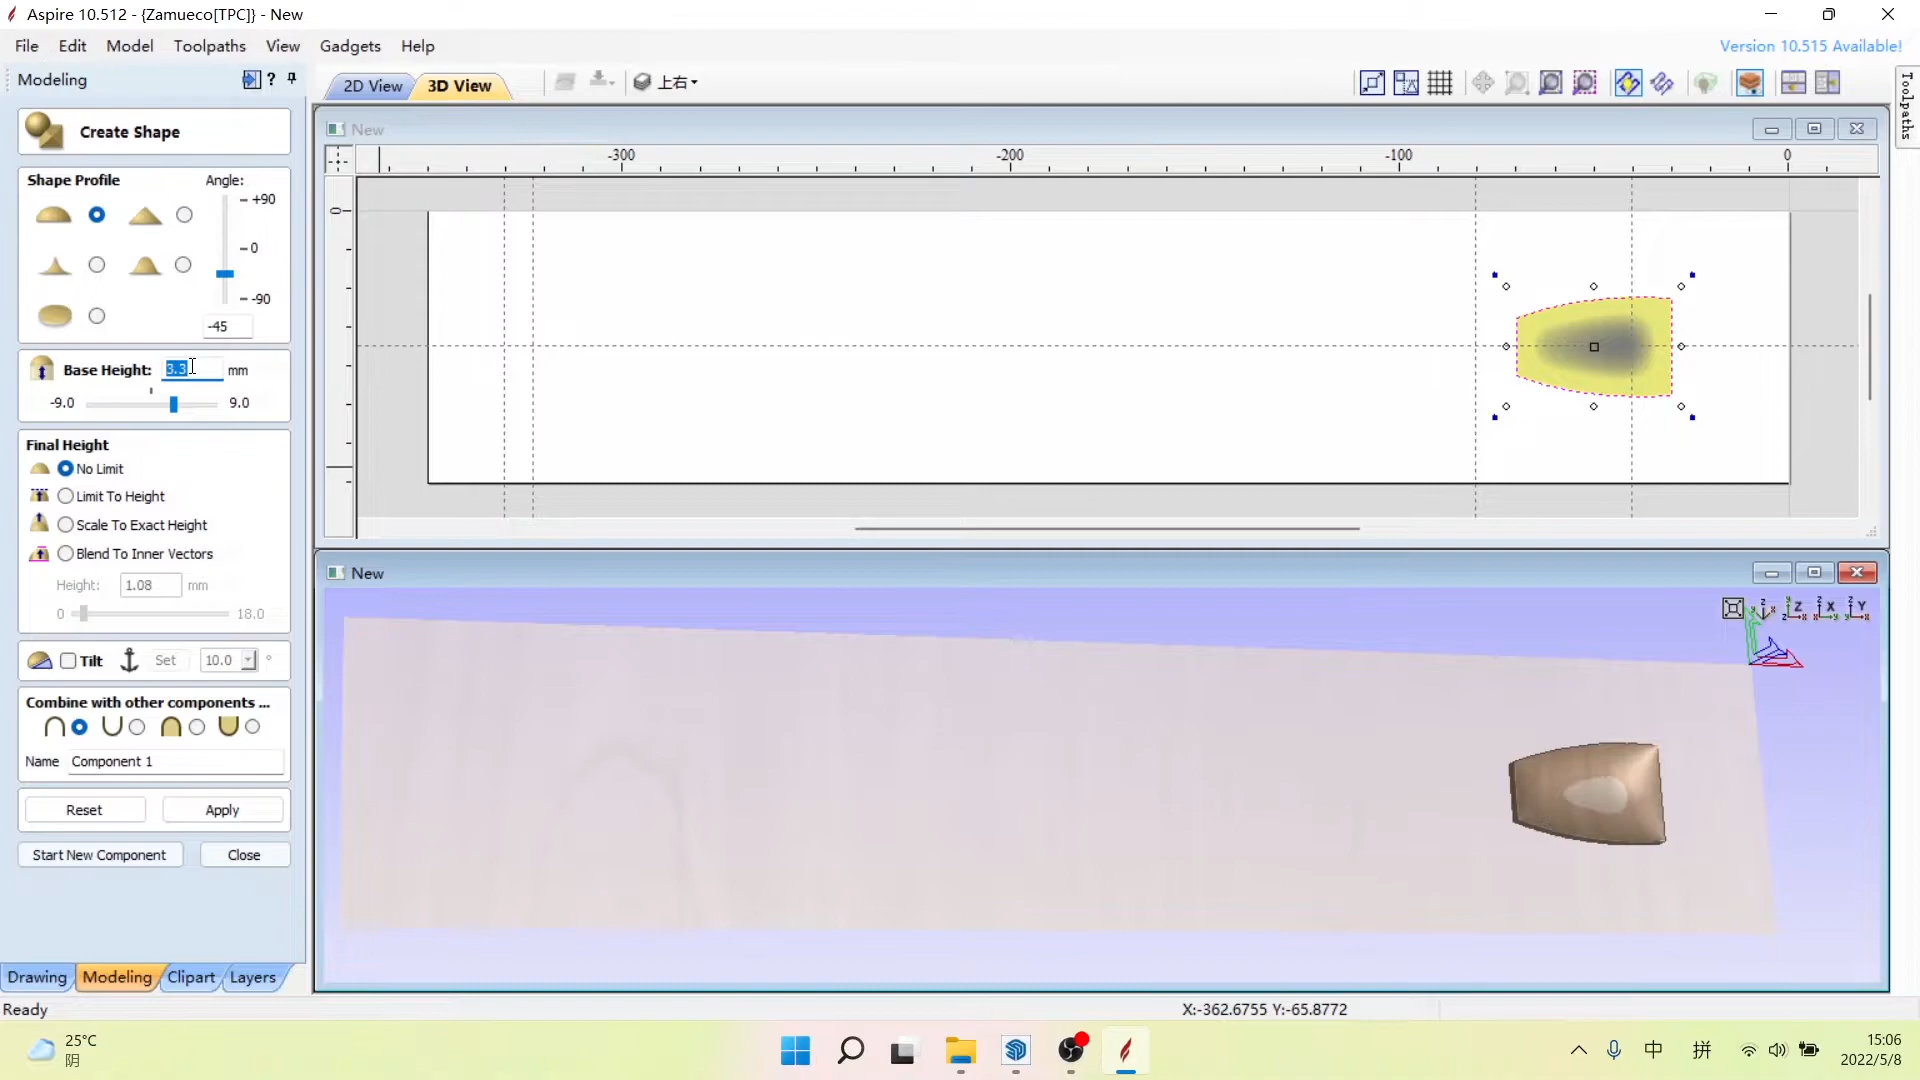 Aspire 10.512 - {Zamueco[TPC]} - New
File Edit Model Toolpaths View Gadgets Help
Version 10.515 Available!
Modeling ?
2D View 3D View 上右
Toolpaths
Create Shape
Shape Profile Angle:
+90
0
-90
-45
Base Height: 3.3 mm
-9.0 9.0
Final Height
No Limit
Limit To Height
Scale To Exact Height
Blend To Inner Vectors
Height: 1.08 mm
0 18.0
Tilt Set 10.0 °
Combine with other components ...
Name Component 1
Reset Apply
Start New Component Close
Drawing Modeling Clipart Layers
New
-300 -200 -100 0
0
New
Z X Y
Ready
X:-362.6755 Y:-65.8772
25°C
阴
中 拼
15:06
2022/5/8